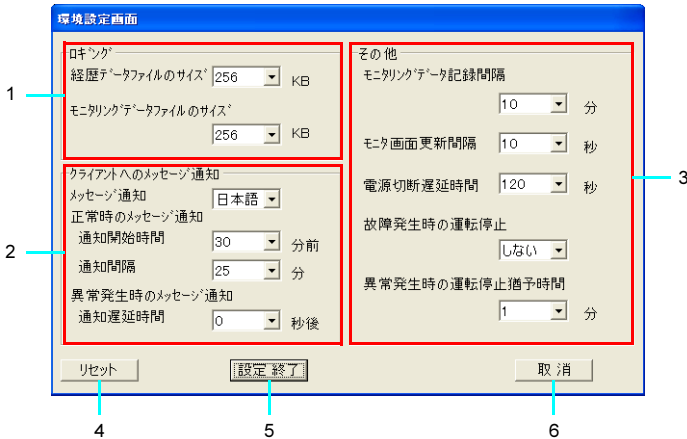 環境設定画面
ﾛｷﾞﾝｸﾞ
経歴ﾃﾞｰﾀﾌｧｲﾙのｻｲｽﾞ 256 KB
ﾓﾆﾀﾘﾝｸﾞﾃﾞｰﾀﾌｧｲﾙのｻｲｽﾞ
256 KB
1
ｸﾗｲｱﾝﾄへのﾒｯｾｰｼﾞ通知
ﾒｯｾｰｼﾞ通知 日本語
正常時のﾒｯｾｰｼﾞ通知
通知開始時間 30 分前
通知間隔 25 分
異常発生時のﾒｯｾｰｼﾞ通知
通知遅延時間 0 秒後
2
その他
ﾓﾆﾀﾘﾝｸﾞﾃﾞｰﾀ記録間隔
10 分
ﾓﾆﾀ画面更新間隔 10 秒
電源切断遅延時間 120 秒
故障発生時の運転停止
しない
異常発生時の運転停止猶予時間
1 分
3
ﾘｾｯﾄ 設定 終了 取 消
4 5 6